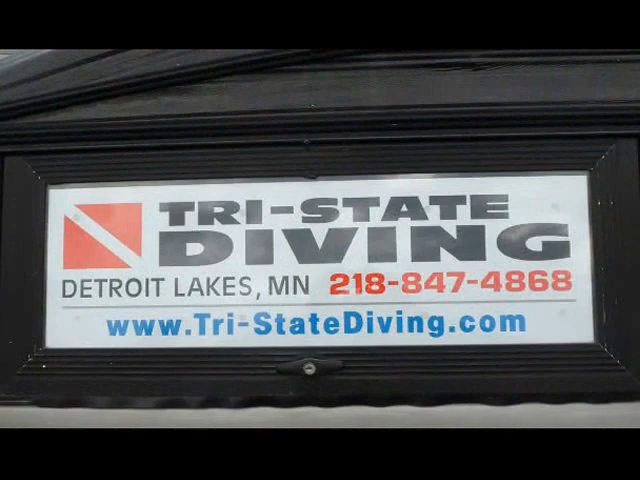 TRI-STATE
DIVING
DETROIT LAKES, MN 218-847-4868
www.Tri-StateDiving.com